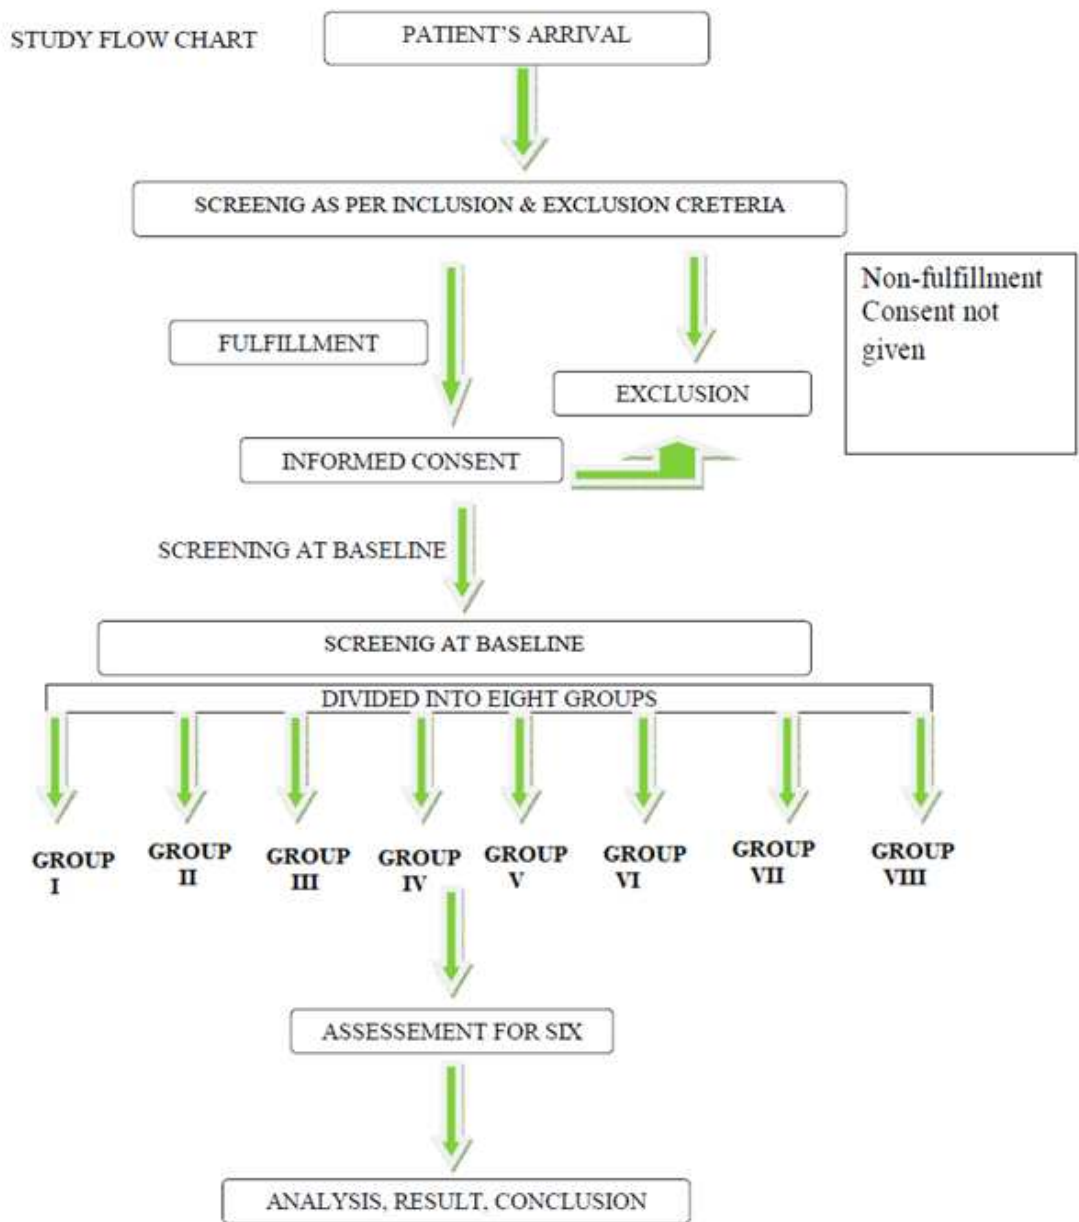 STUDY FLOW CHART
PATIENT'S ARRIVAL
SCREENIG AS PER INCLUSION & EXCLUSION CRETERIA
Non-fulfillment
Consent not
given
FULFILLMENT
EXCLUSION
INFORMED CONSENT
SCREENING AT BASELINE
SCREENIG AT BASELINE
DIVIDED INTO EIGHT GROUPS
GROUP
I
GROUP
II
GROUP
III
GROUP
IV
GROUP
V
GROUP
VI
GROUP
VII
GROUP
VIII
ASSESSEMENT FOR SIX
ANALYSIS, RESULT, CONCLUSION